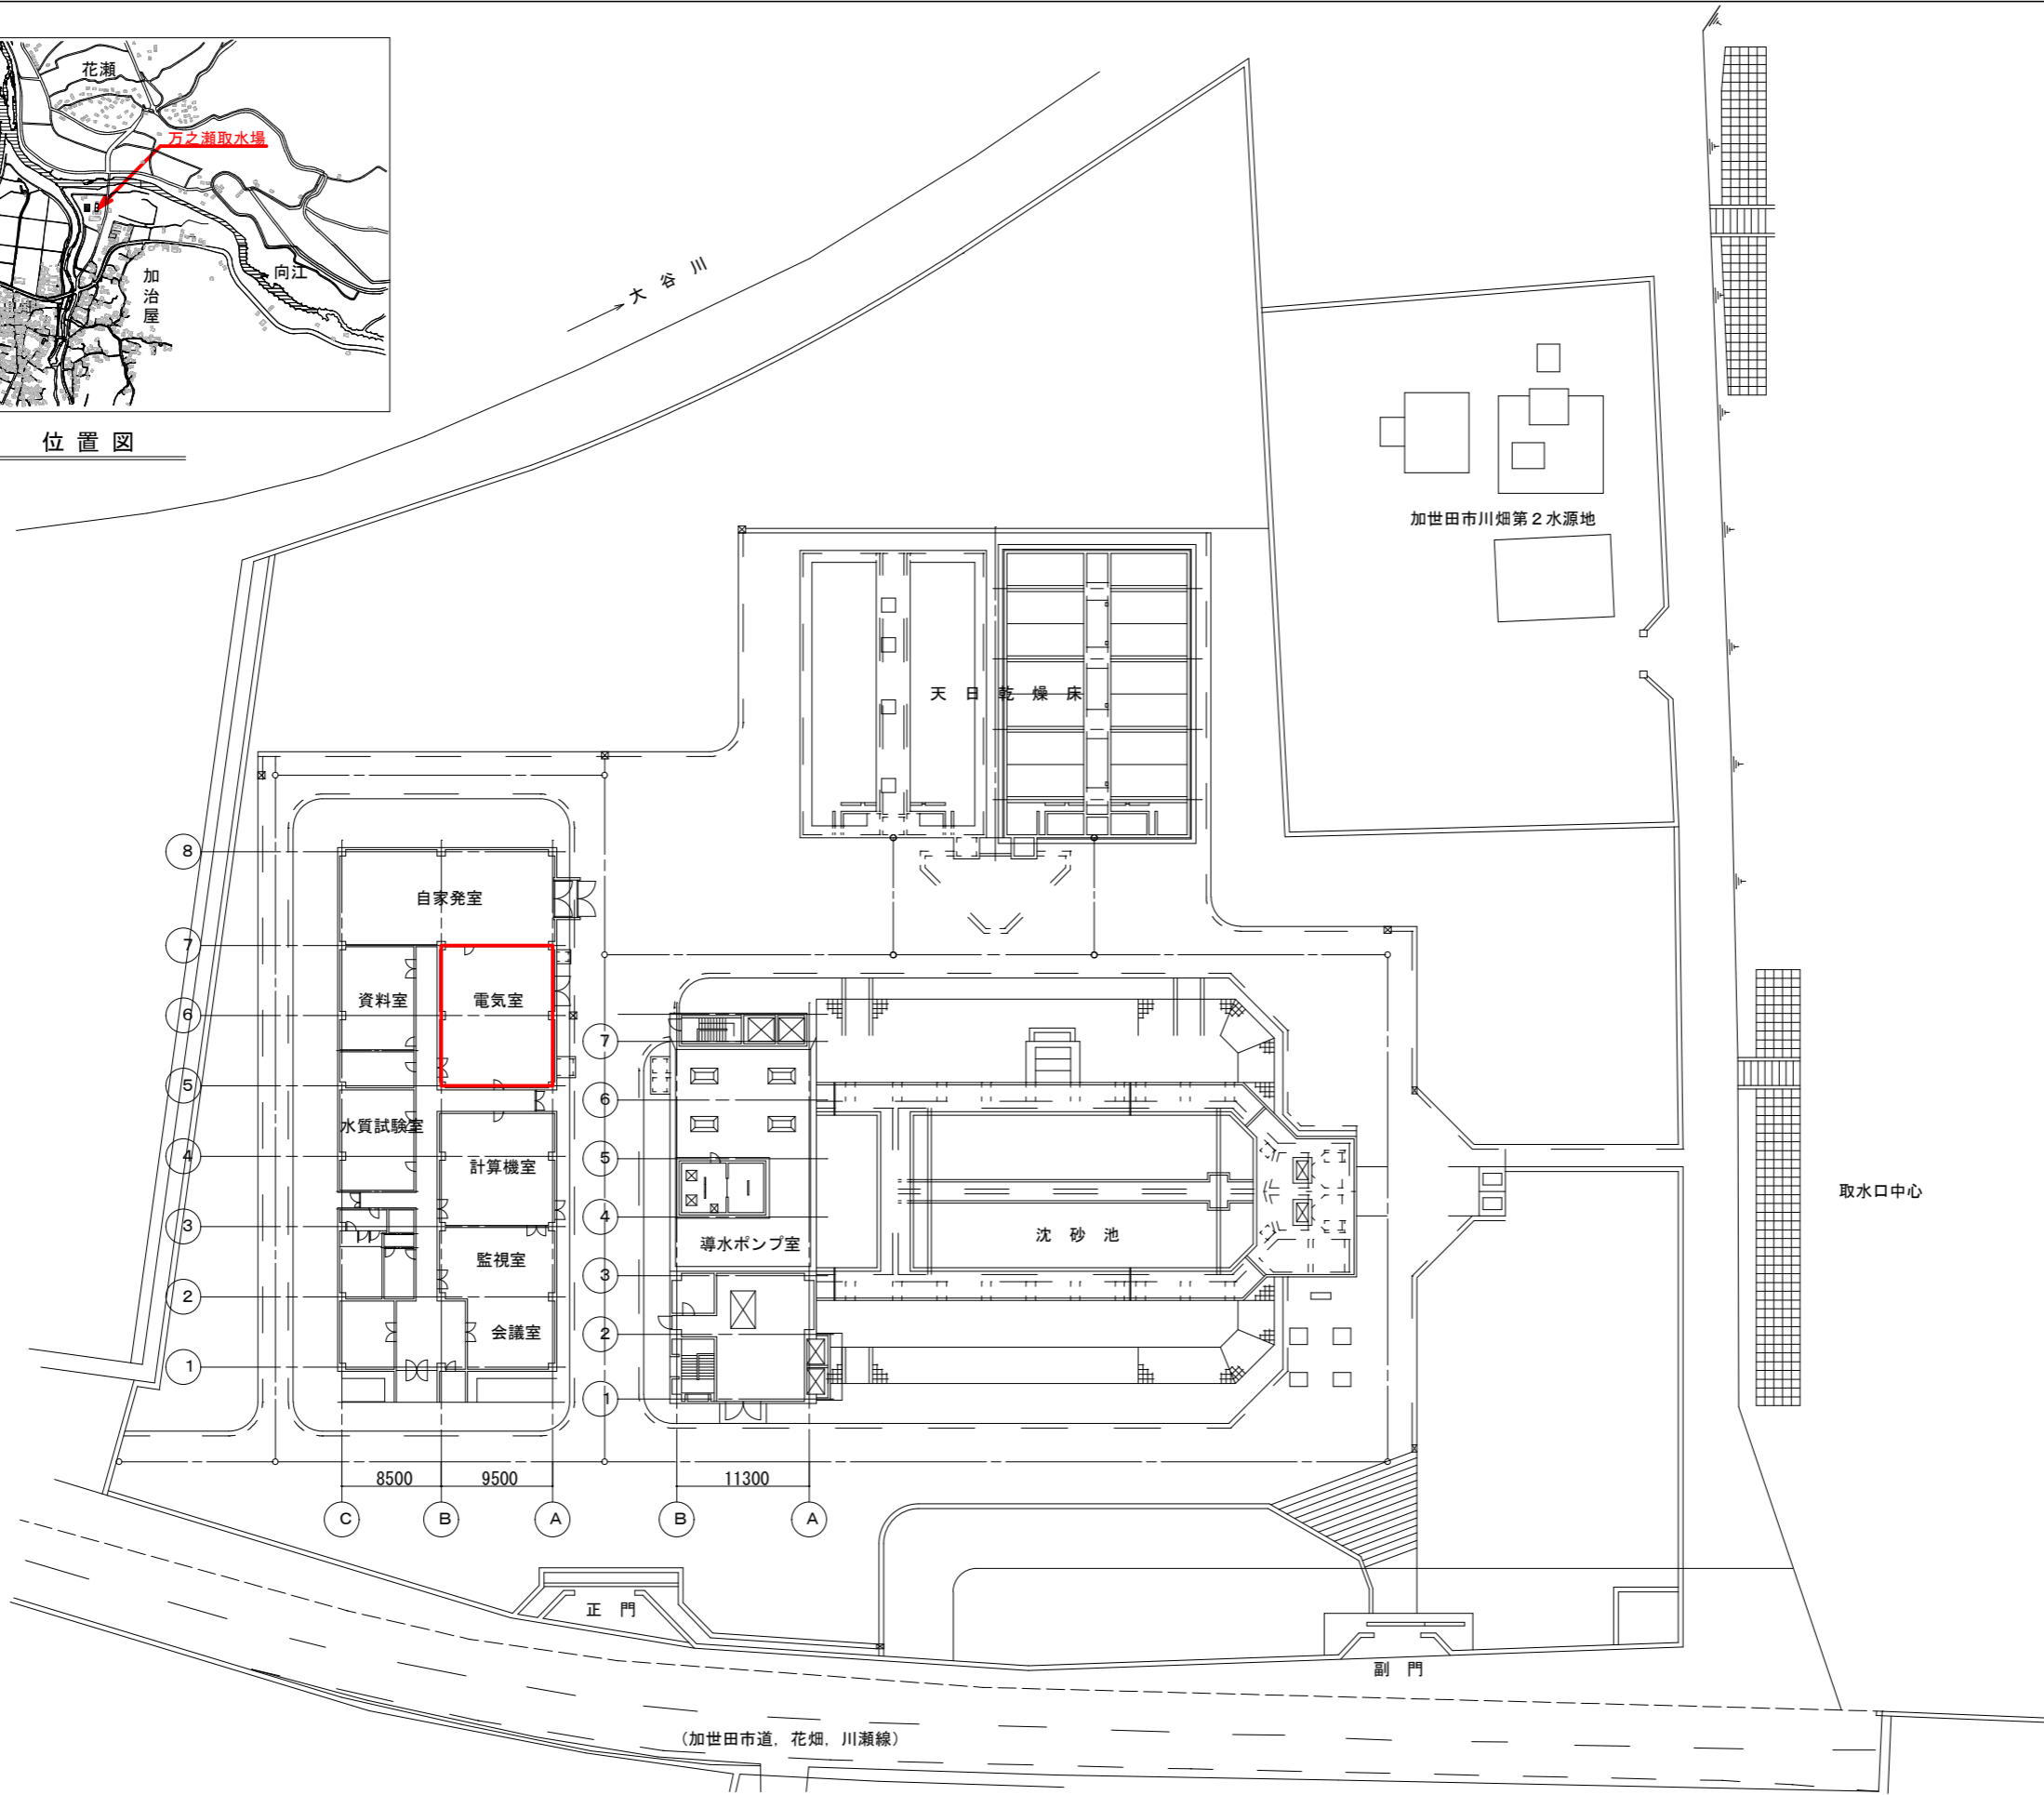 花瀬
万之瀬取水場
向江
加治屋
位置図
大谷川
加世田市川畑第２水源地
天日乾燥床
8
自家発室
7
資料室
電気室
6
7
5
6
水質試験室
4
計算機室
5
取水口中心
3
4
沈砂池
導水ポンプ室
監視室
3
2
会議室
2
1
1
8500
9500
11300
C
B
A
B
A
正門
副門
(加世田市道，花畑，川瀬線)